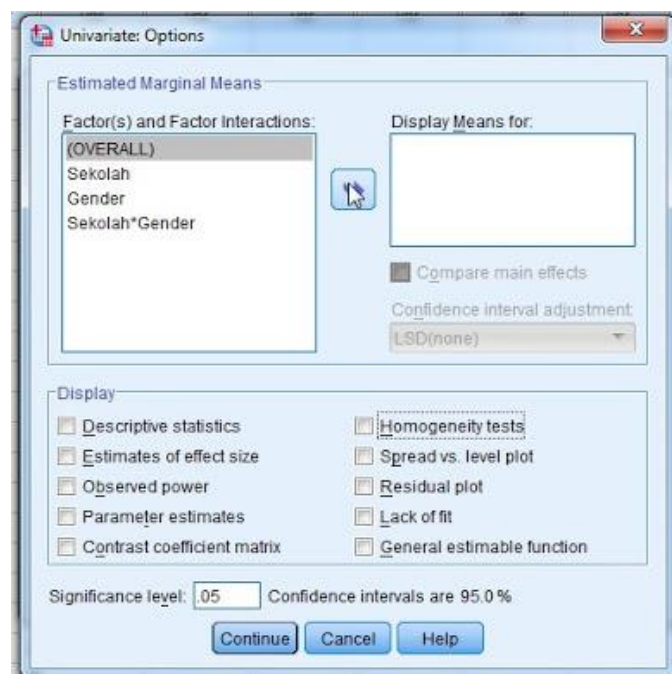 Univariate: Options
Estimated Marginal Means
Factor(s) and Factor Interactions:
(OVERALL)
Sekolah
Gender
Sekolah*Gender
Display Means for:
Compare main effects
Confidence interval adjustment:
LSD(none)
Display
Descriptive statistics
Estimates of effect size
Observed power
Parameter estimates
Contrast coefficient matrix
Homogeneity tests
Spread vs. level plot
Residual plot
Lack of fit
General estimable function
Significance level: .05 Confidence intervals are 95.0 %
Continue Cancel Help